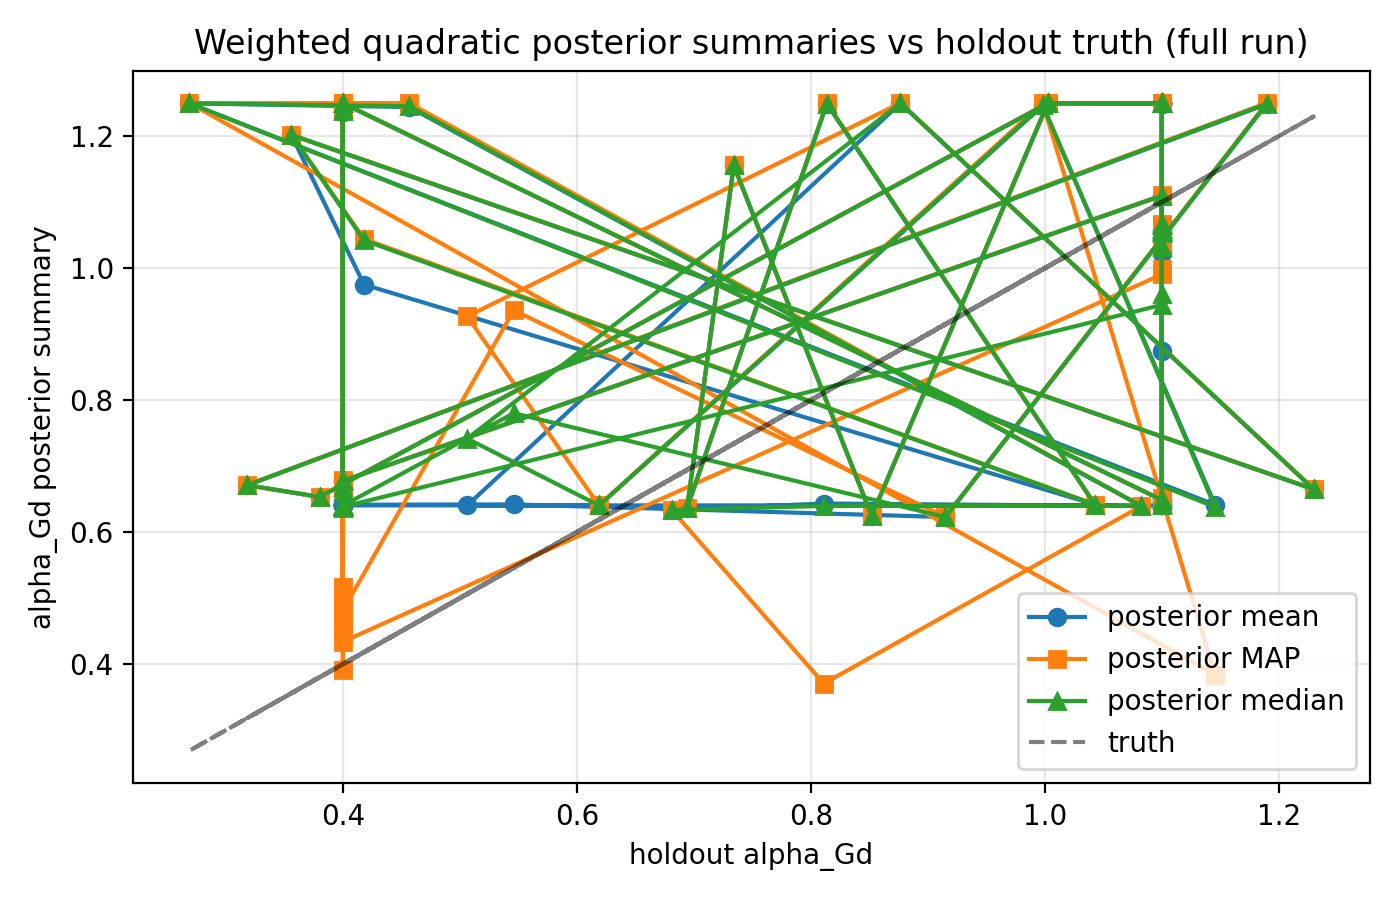 Weighted quadratic posterior summaries vs holdout truth (full run)
alpha_Gd posterior summary
1.2
1.0
0.8
0.6
0.4
0.4
0.6
0.8
1.0
1.2
holdout alpha_Gd
posterior mean
posterior MAP
posterior median
truth